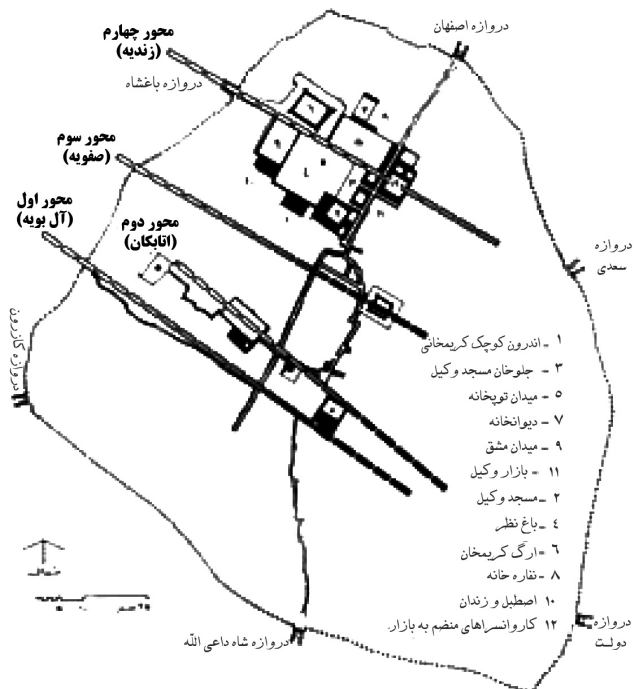 دروازه اصفهان
محور چهارم
(زندیه)
دروازه باغشاه
محور سوم
(صفویه)
محور اول
(آل بویه)
محور دوم
(اتابکان)
دروازه
سعدی
دروازه کازرون
۱ - اندرون کوچک کریمخانی
۳ - جلوخان مسجد وکیل
۵ - میدان توپخانه
۷ - دیوانخانه
۹ - میدان مشق
۱۱ - بازار وکیل
۲ - مسجد وکیل
۴ - باغ نظر
۶ - ارگ کریمخان
۸ - نقاره خانه
۱۰ اصطبل و زندان
۱۲ کاروانسراهای منضم به بازار.
دروازه
دولت
دروازه شاه داعی الله